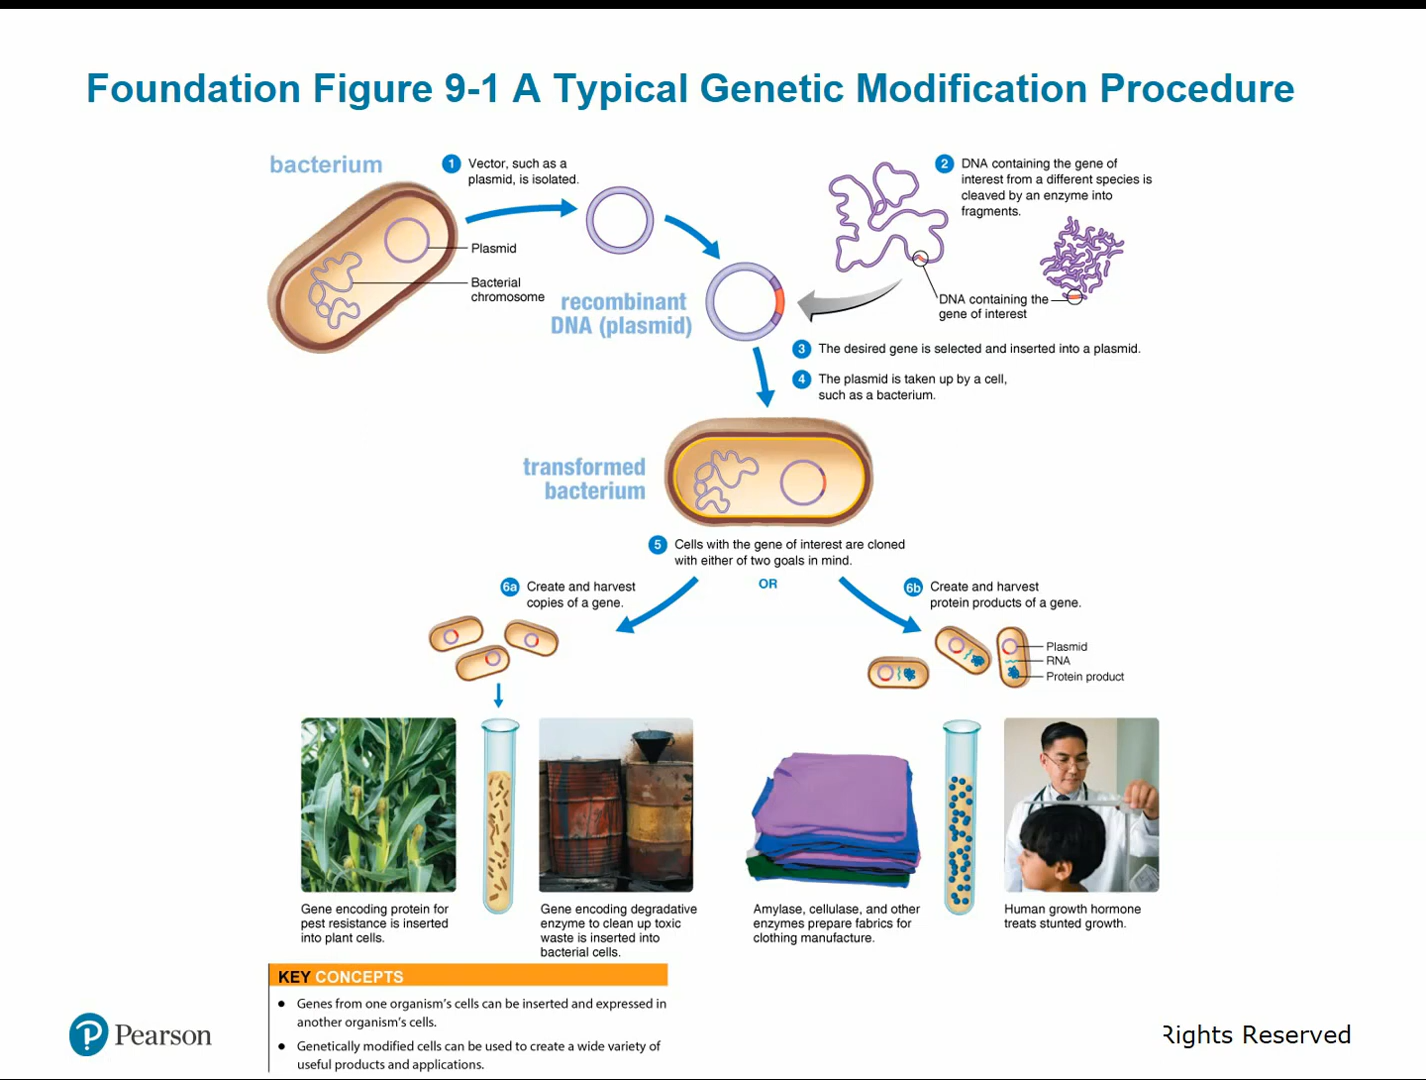 Foundation Figure 9-1 A Typical Genetic Modification Procedure
bacterium
1 Vector, such as a
plasmid, is isolated.
Plasmid
Bacterial
chromosome
2 DNA containing the gene of
interest from a different species is
cleaved by an enzyme into
fragments.
DNA containing the
gene of interest
recombinant
DNA (plasmid)
3 The desired gene is selected and inserted into a plasmid.
4 The plasmid is taken up by a cell,
such as a bacterium.
transformed
bacterium
5 Cells with the gene of interest are cloned
with either of two goals in mind.
OR
6a Create and harvest
copies of a gene.
6b Create and harvest
protein products of a gene.
Plasmid
RNA
Protein product
Gene encoding protein for
pest resistance is inserted
into plant cells.
Gene encoding degradative
enzyme to clean up toxic
waste is inserted into
bacterial cells.
Amylase, cellulase, and other
enzymes prepare fabrics for
clothing manufacture.
Human growth hormone
treats stunted growth.
KEY CONCEPTS
● Genes from one organism's cells can be inserted and expressed in
another organism's cells.
● Genetically modified cells can be used to create a wide variety of
useful products and applications.
P Pearson
Rights Reserved